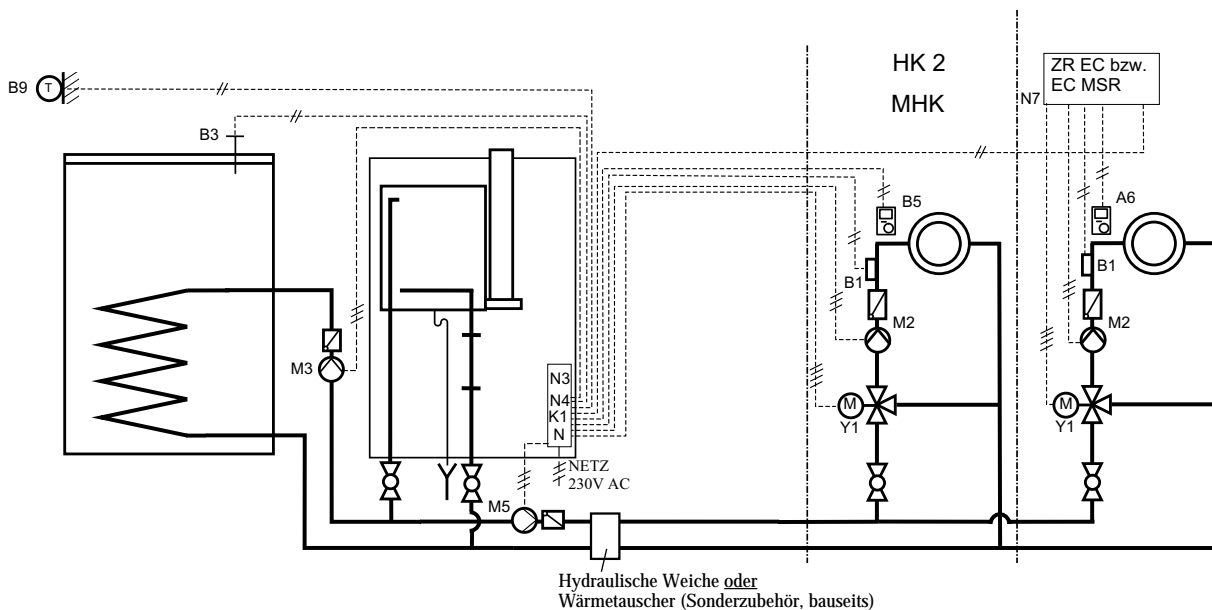 HK 2
MHK
ZR EC bzw.
EC MSR
N7
B9
T
B3
B5
A6
B1
B1
M2
M2
M3
N3
N4
K1
N
M
Y1
M
Y1
NETZ
230V AC
M5
Hydraulische Weiche oder
Wärmetauscher (Sonderzubehör, bauseits)